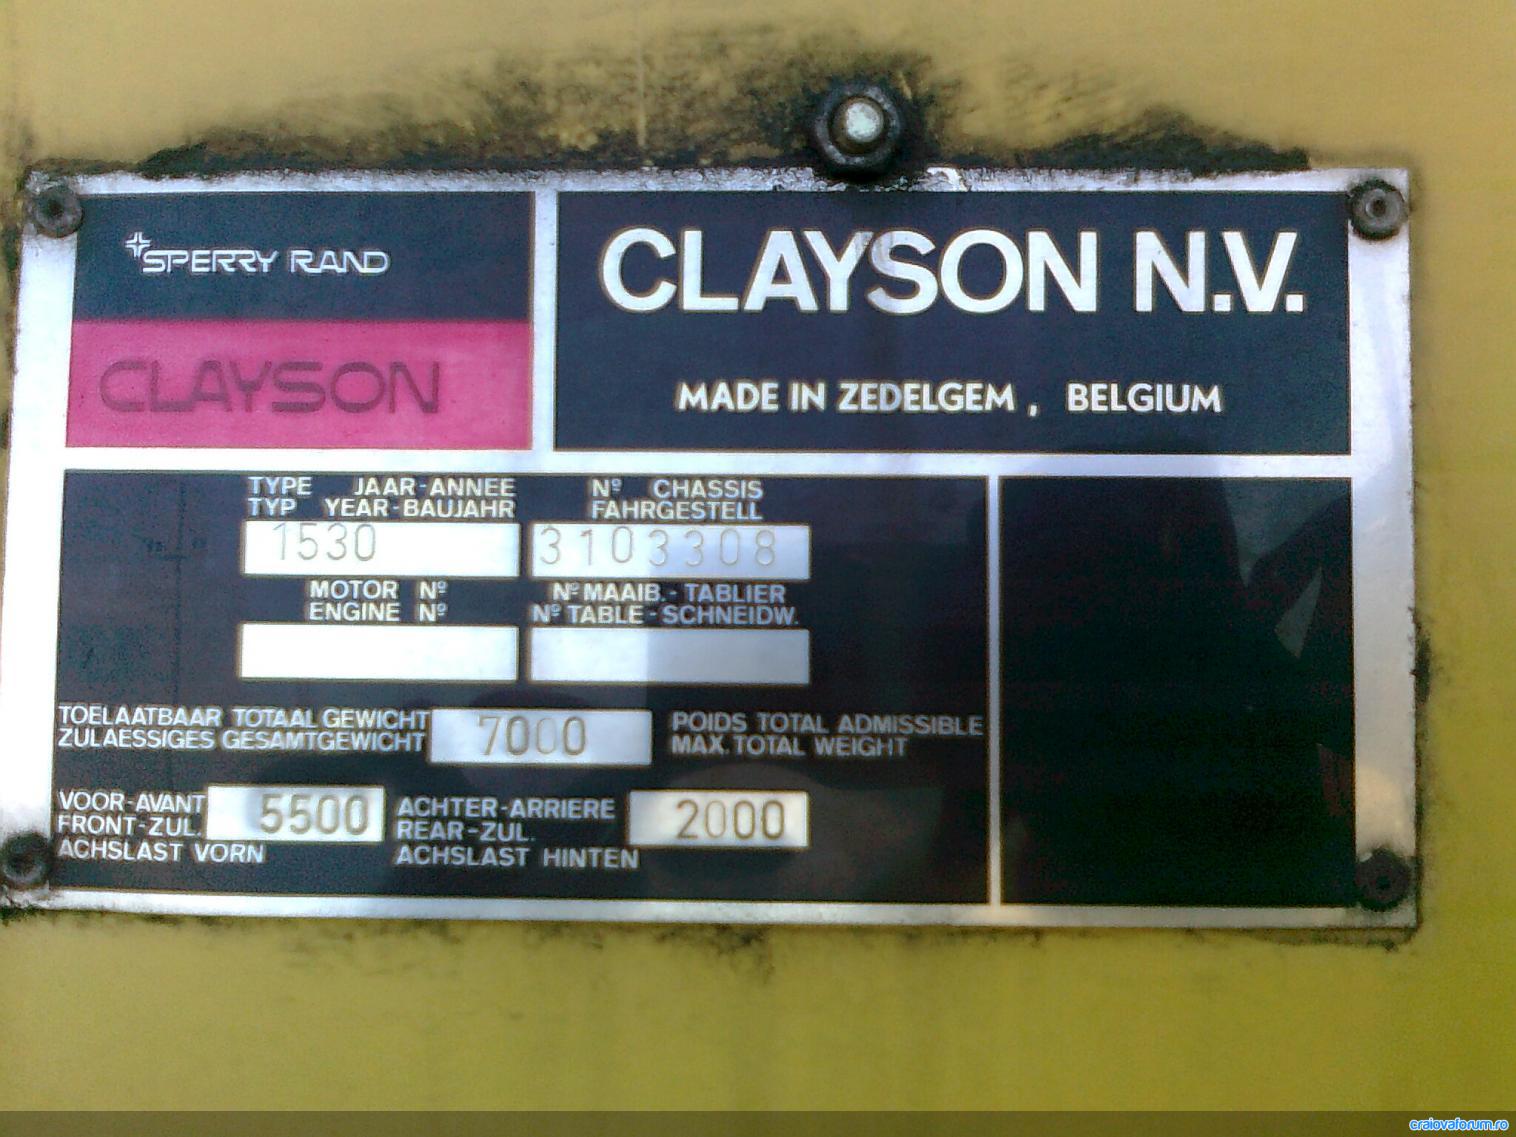 SPERRY RAND
CLAYSON
CLAYSON N.V.
MADE IN ZEDELGEM , BELGIUM
TYPE JAAR-ANNEE
TYP YEAR-BAUJAHR
1530
Nº CHASSIS
FAHRGESTELL
3103308
MOTOR Nº
ENGINE Nº
Nº MAAIB.-TABLIER
Nº TABLE-SCHNEIDW.
TOELAATBAAR TOTAAL GEWICHT
ZULAESSIGES GESAMTGEWICHT
7000
POIDS TOTAL ADMISSIBLE
MAX. TOTAL WEIGHT
VOOR-AVANT
FRONT-ZUL.
ACHSLAST VORN
5500
ACHTER-ARRIERE
REAR-ZUL.
ACHSLAST HINTEN
2000
craiovaforum.ro